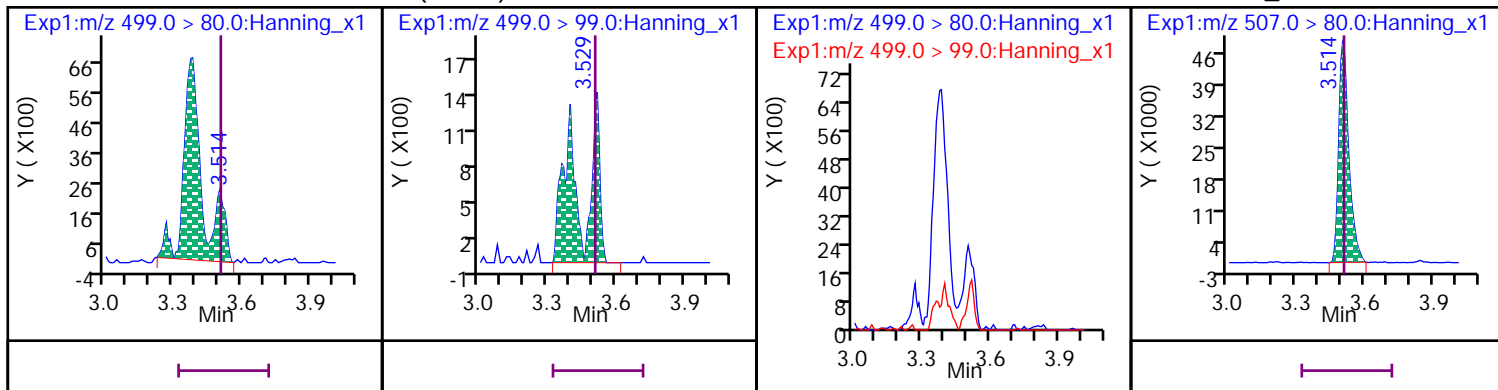 Exp1:m/z 499.0 > 80.0:Hanning_x1
Y ( X100)
66
56
46
36
26
16
6
-4
3.514
3.0 3.3 3.6 3.9
Min
Exp1:m/z 499.0 > 99.0:Hanning_x1
Y ( X100)
17
14
11
8
5
2
-1
3.529
3.0 3.3 3.6 3.9
Min
Exp1:m/z 499.0 > 80.0:Hanning_x1
Exp1:m/z 499.0 > 99.0:Hanning_x1
Y ( X100)
72
64
56
48
40
32
24
16
8
0
3.0 3.3 3.6 3.9
Min
Exp1:m/z 507.0 > 80.0:Hanning_x1
Y ( X1000)
46
39
32
25
18
11
4
-3
3.514
3.0 3.3 3.6 3.9
Min